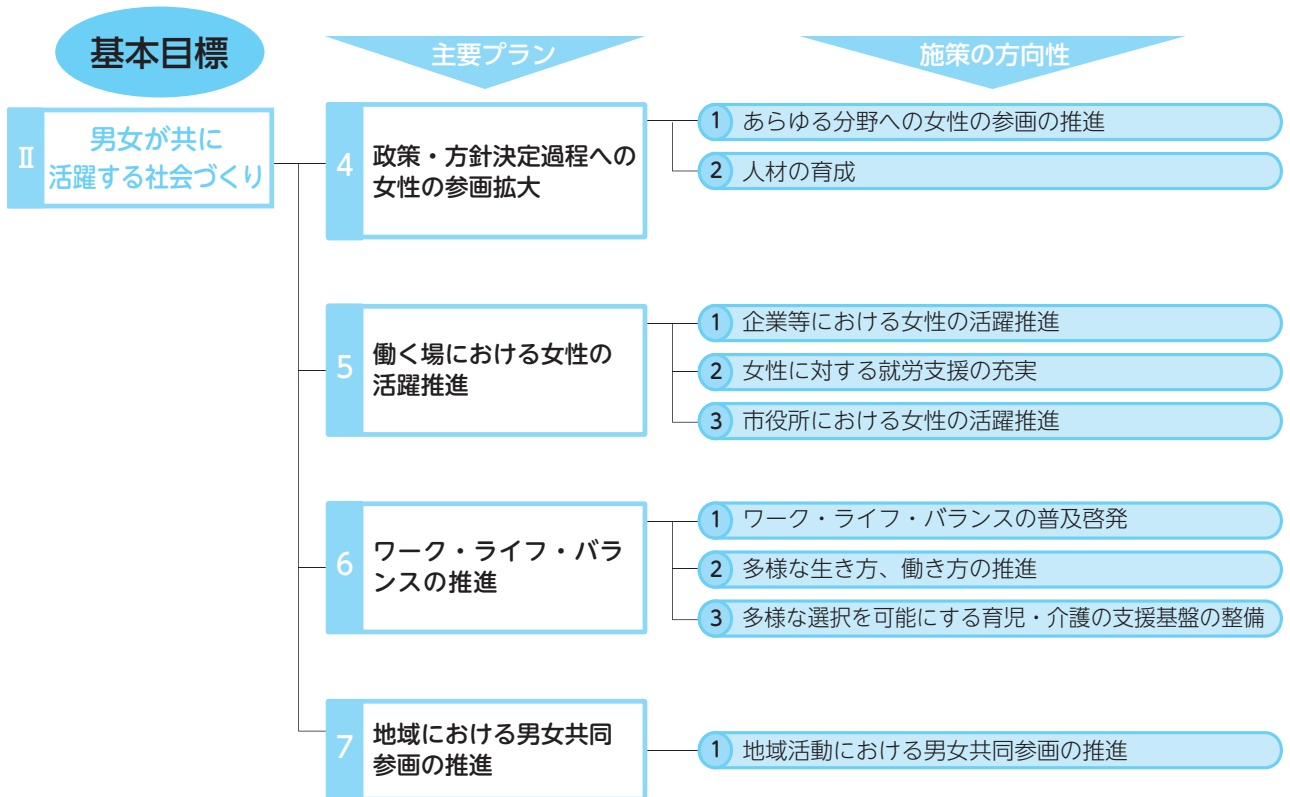 基本目標
主要プラン
施策の方向性
Ⅱ
男女が共に
活躍する社会づくり
4
政策・方針決定過程への
女性の参画拡大
1 あらゆる分野への女性の参画の推進
2 人材の育成
5
働く場における女性の
活躍推進
1 企業等における女性の活躍推進
2 女性に対する就労支援の充実
3 市役所における女性の活躍推進
6
ワーク・ライフ・バラ
ンスの推進
1 ワーク・ライフ・バランスの普及啓発
2 多様な生き方、働き方の推進
3 多様な選択を可能にする育児・介護の支援基盤の整備
7
地域における男女共同
参画の推進
1 地域活動における男女共同参画の推進